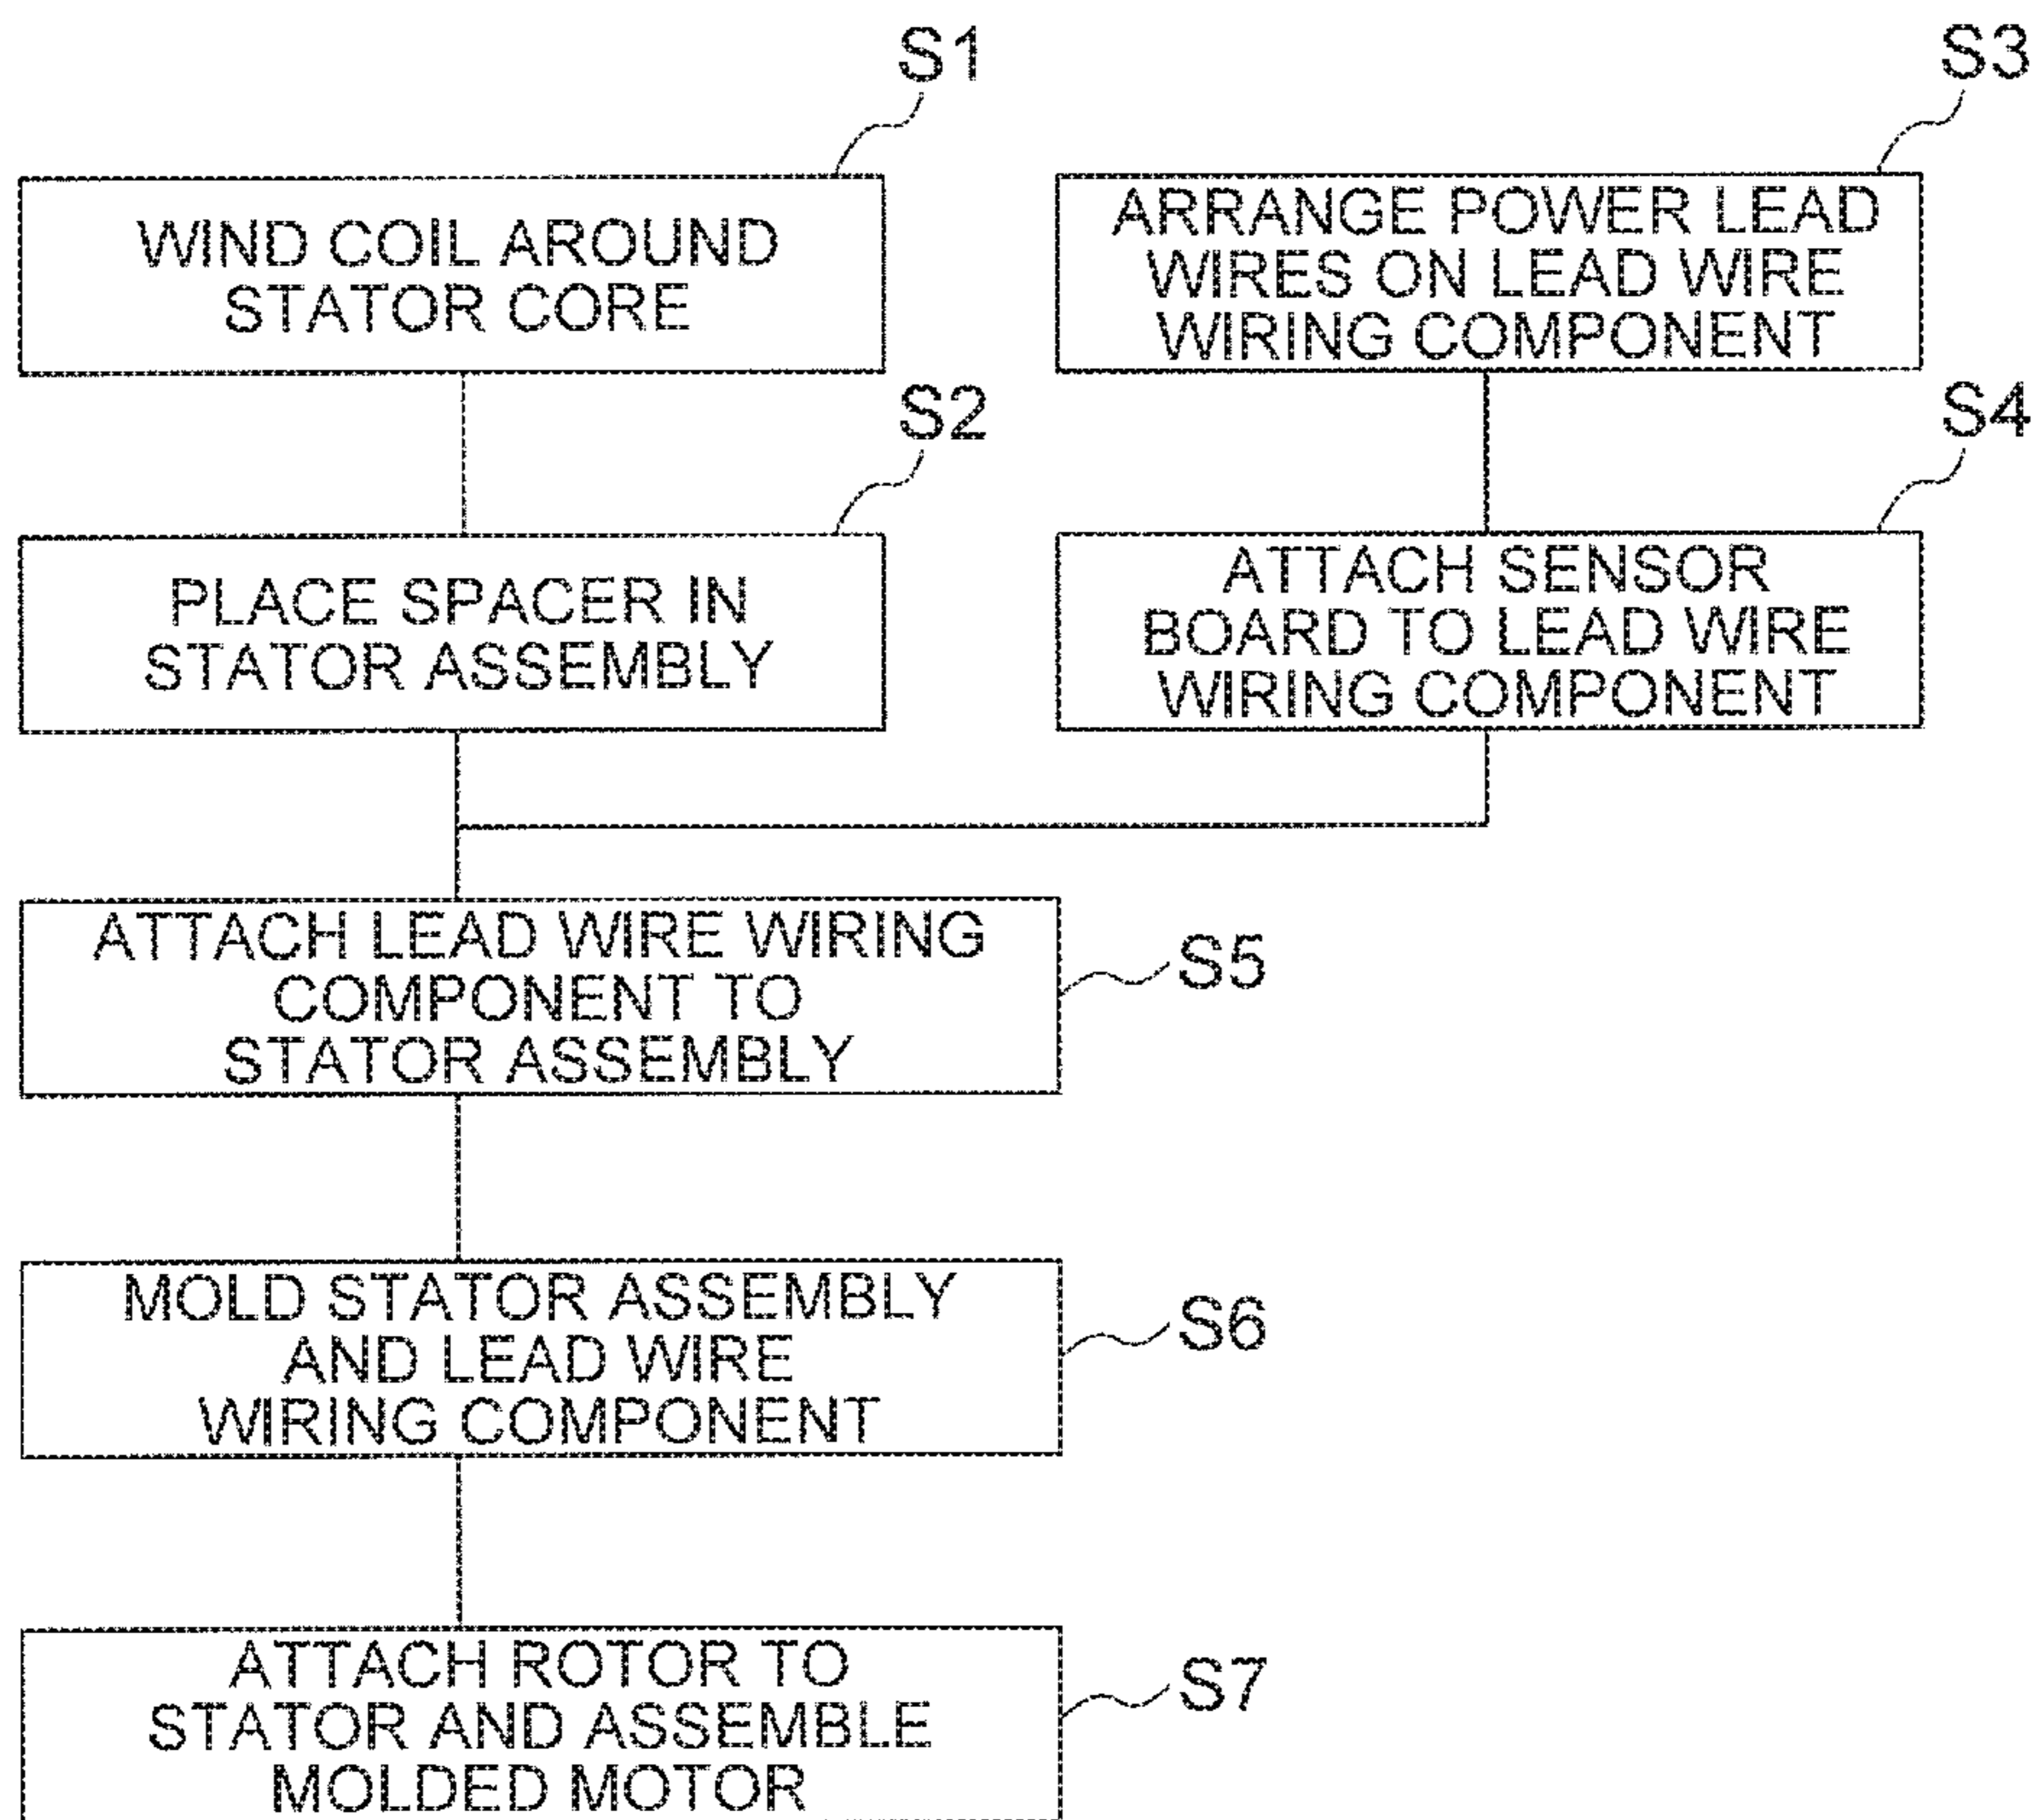 S1
WIND COIL AROUND
STATOR CORE
S2
PLACE SPACER IN
STATOR ASSEMBLY
S3
ARRANGE POWER LEAD
WIRES ON LEAD WIRE
WIRING COMPONENT
S4
ATTACH SENSOR
BOARD TO LEAD WIRE
WIRING COMPONENT
ATTACH LEAD WIRE WIRING
COMPONENT TO
STATOR ASSEMBLY
S5
MOLD STATOR ASSEMBLY
AND LEAD WIRE
WIRING COMPONENT
S6
ATTACH ROTOR TO
STATOR AND ASSEMBLE
MOLDED MOTOR
S7